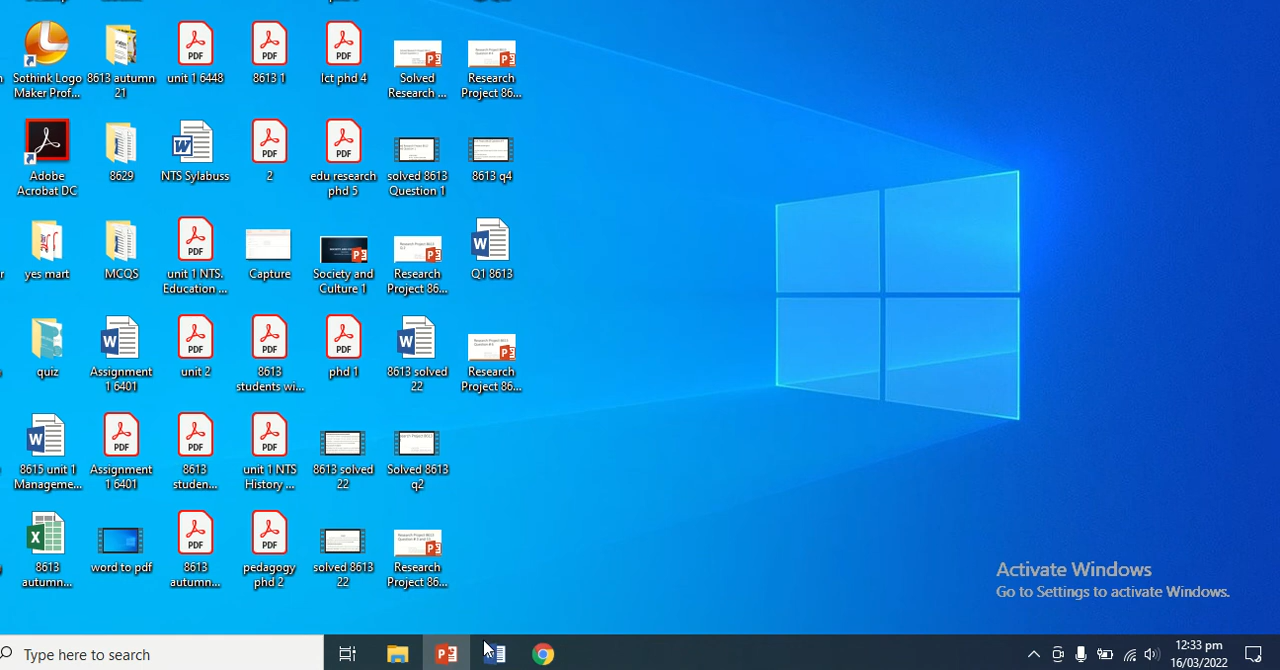 Sothink Logo
Maker Prof...
8613 autumn
21
unit 1 6448
8613 1
Ict phd 4
Solved
Research ...
Research
Project 86...
Adobe
Acrobat DC
8629
NTS Sylabuss
2
edu research
phd 5
solved 8613
Question 1
8613 q4
yes mart
MCQS
unit 1 NTS.
Education ...
Capture
Society and
Culture 1
Research
Project 86...
Q1 8613
quiz
Assignment
1 6401
unit 2
8613
students wi...
phd 1
8613 solved
22
Research
Project 86...
8615 unit 1
Manageme...
Assignment
1 6401
8613
studen...
unit 1 NTS
History ...
8613 solved
22
Solved 8613
q2
8613
autumn...
word to pdf
8613
autumn...
pedagogy
phd 2
solved 8613
22
Research
Project 86...
Activate Windows
Go to Settings to activate Windows.
Type here to search
12:33 pm
16/03/2022